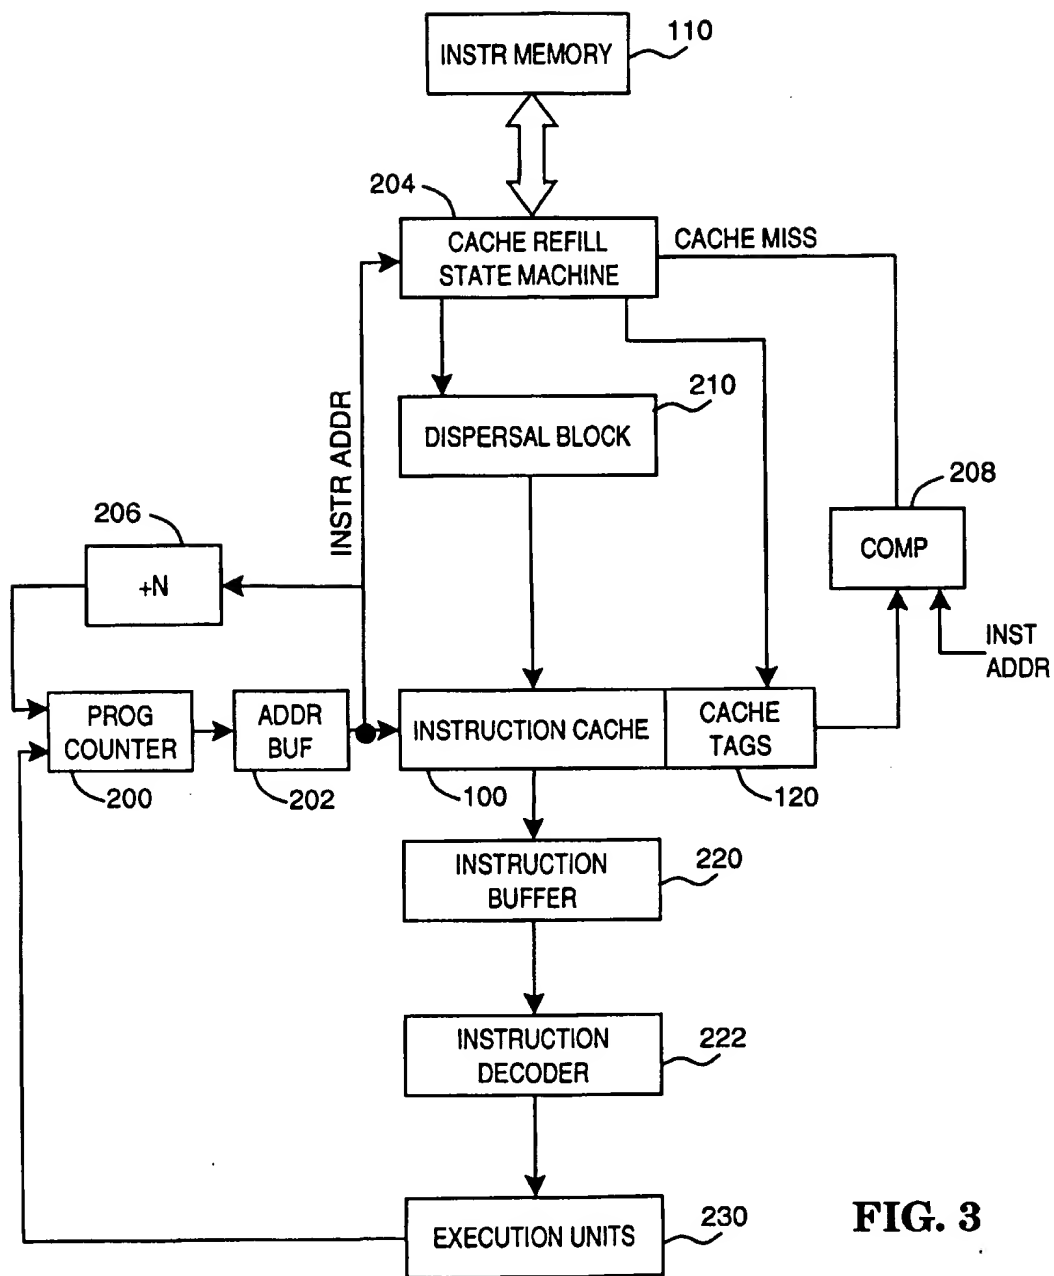 INSTR MEMORY
110
204
CACHE REFILL
STATE MACHINE
CACHE MISS
INSTR ADDR
210
DISPERSAL BLOCK
206
+N
208
COMP
INST
ADDR
PROG
COUNTER
200
ADDR
BUF
202
INSTRUCTION CACHE
100
CACHE
TAGS
120
INSTRUCTION
BUFFER
220
INSTRUCTION
DECODER
222
EXECUTION UNITS
230
FIG. 3